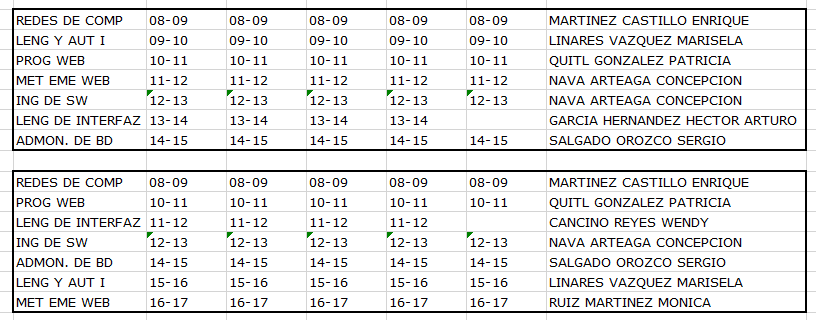 REDES DE COMP 08-09 08-09 08-09 08-09 08-09 MARTINEZ CASTILLO ENRIQUE
LENG Y AUT I 09-10 09-10 09-10 09-10 09-10 LINARES VAZQUEZ MARISELA
PROG WEB 10-11 10-11 10-11 10-11 10-11 QUITL GONZALEZ PATRICIA
MET EME WEB 11-12 11-12 11-12 11-12 11-12 NAVA ARTEAGA CONCEPCION
ING DE SW 12-13 12-13 12-13 12-13 12-13 NAVA ARTEAGA CONCEPCION
LENG DE INTERFAZ 13-14 13-14 13-14 13-14 GARCIA HERNANDEZ HECTOR ARTURO
ADMON. DE BD 14-15 14-15 14-15 14-15 14-15 SALGADO OROZCO SERGIO
REDES DE COMP 08-09 08-09 08-09 08-09 08-09 MARTINEZ CASTILLO ENRIQUE
PROG WEB 10-11 10-11 10-11 10-11 10-11 QUITL GONZALEZ PATRICIA
LENG DE INTERFAZ 11-12 11-12 11-12 11-12 CANCINO REYES WENDY
ING DE SW 12-13 12-13 12-13 12-13 12-13 NAVA ARTEAGA CONCEPCION
ADMON. DE BD 14-15 14-15 14-15 14-15 14-15 SALGADO OROZCO SERGIO
LENG Y AUT I 15-16 15-16 15-16 15-16 15-16 LINARES VAZQUEZ MARISELA
MET EME WEB 16-17 16-17 16-17 16-17 16-17 RUIZ MARTINEZ MONICA